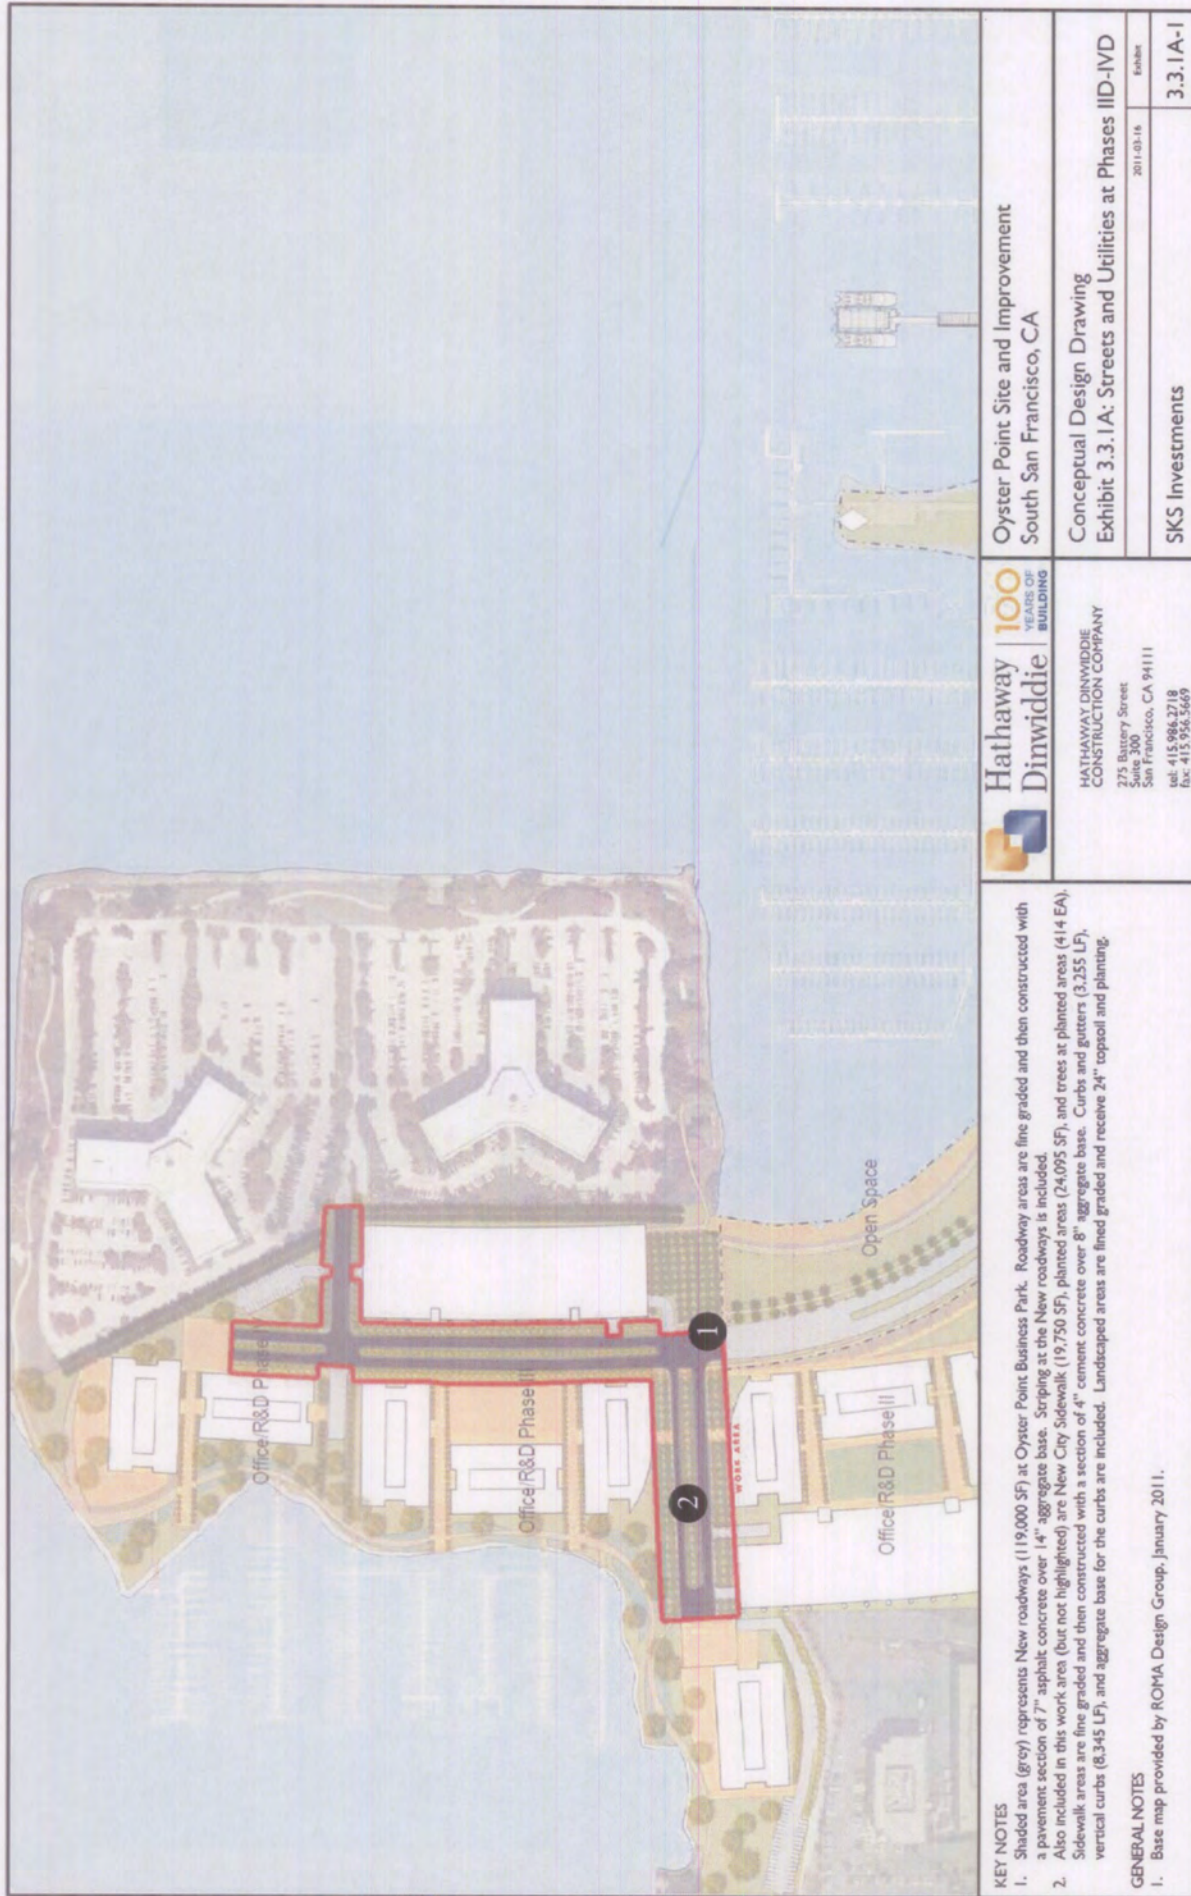 Office/R&D Phase
Office/R&D Phase II
Office/R&D Phase II
Open Space
WORK AREA
1
2
KEY NOTES
1. Shaded area (grey) represents New roadways (119,000 SF) at Oyster Point Business Park. Roadway areas are fine graded and then constructed with
a pavement section of 7" asphalt concrete over 14" aggregate base. Striping at the New roadways is included.
2. Also included in this work area (but not highlighted) are New City Sidewalk (19,750 SF), planted areas (24,095 SF), and trees at planted areas (414 EA).
Sidewalk areas are fine graded and then constructed with a section of 4" cement concrete over 8" aggregate base. Curbs and gutters (3,255 LF),
vertical curbs (8,345 LF), and aggregate base for the curbs are included. Landscaped areas are fined graded and receive 24" topsoil and planting.
GENERAL NOTES
1. Base map provided by ROMA Design Group, January 2011.
Hathaway
Dinwiddie
100
YEARS OF
BUILDING
HATHAWAY DINWIDDIE
CONSTRUCTION COMPANY
275 Battery Street
Suite 300
San Francisco, CA 94111
tel: 415.986.2718
fax: 415.956.5669
Oyster Point Site and Improvement
South San Francisco, CA
Conceptual Design Drawing
Exhibit 3.3.1A: Streets and Utilities at Phases IID-IVD
2011-03-16
Exhibit
SKS Investments
3.3.1A-1